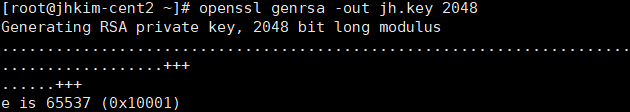 [root@jhkim-cent2 ~]# openssl genrsa -out jh.key 2048
Generating RSA private key, 2048 bit long modulus
...............................................................................
..................+++
......+++
e is 65537 (0x10001)